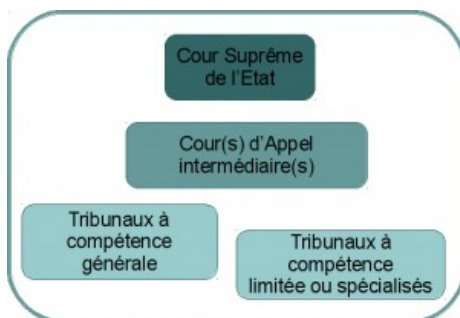 Cour Suprême
de l'Etat
Cour(s) d'Appel
intermédiaire(s)
Tribunaux à
compétence
générale
Tribunaux à
compétence
limitée ou spécialisés